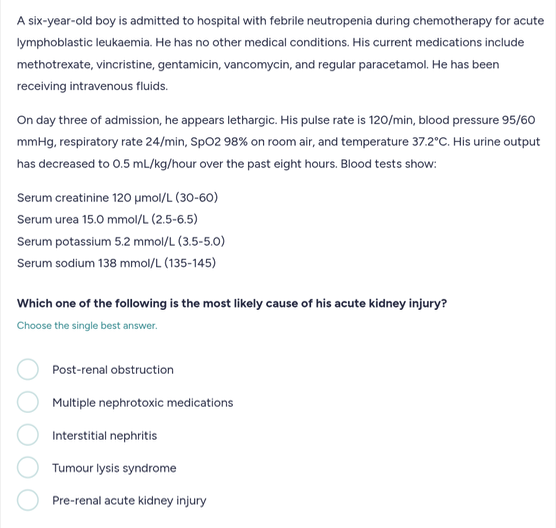 A six-year-old boy is admitted to hospital with febrile neutropenia during chemotherapy for acute
lymphoblastic leukaemia. He has no other medical conditions. His current medications include
methotrexate, vincristine, gentamicin, vancomycin, and regular paracetamol. He has been
receiving intravenous fluids.
On day three of admission, he appears lethargic. His pulse rate is 120/min, blood pressure 95/60
mmHg, respiratory rate 24/min, SpO2 98% on room air, and temperature 37.2°C. His urine output
has decreased to 0.5 mL/kg/hour over the past eight hours. Blood tests show:
Serum creatinine 120 µmol/L (30-60)
Serum urea 15.0 mmol/L (2.5-6.5)
Serum potassium 5.2 mmol/L (3.5-5.0)
Serum sodium 138 mmol/L (135-145)
Which one of the following is the most likely cause of his acute kidney injury?
Choose the single best answer.
Post-renal obstruction
Multiple nephrotoxic medications
Interstitial nephritis
Tumour lysis syndrome
Pre-renal acute kidney injury